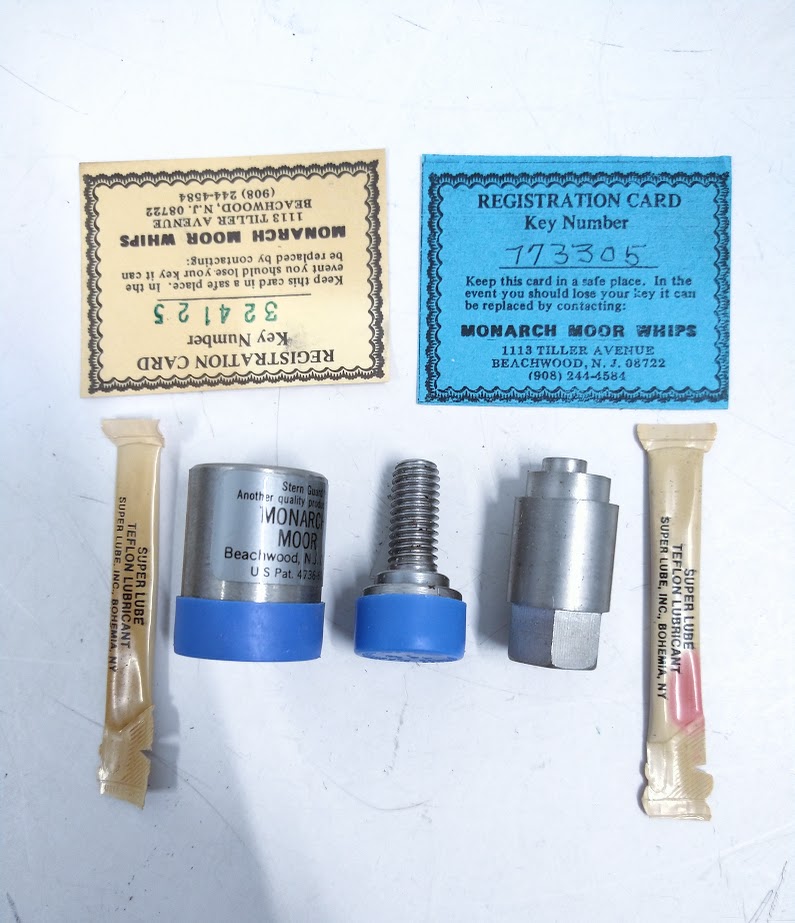 REGISTRATION CARD
Key Number
324125
Keep this card in a safe place. In the
event you should lose your key it can
be replaced by contacting:
MONARCH MOOR WHIPS
1113 TILLER AVENUE
BEACHWOOD, N.J. 08722
(908) 244-4584
REGISTRATION CARD
Key Number
773305
Keep this card in a safe place. In the
event you should lose your key it can
be replaced by contacting:
MONARCH MOOR WHIPS
1113 TILLER AVENUE
BEACHWOOD, N. J. 08722
(908) 244-4584
SUPER LUBE
TEFLON LUBRICANT
SUPER LUBE, INC., BOHEMIA, NY
Stern Guard
Another quality
MONARCH
MOOR
Beachwood, N.J.
US Pat. 4736
SUPER LUBE
TEFLON LUBRICANT
SUPER LUBE, INC., BOHEMIA, NY